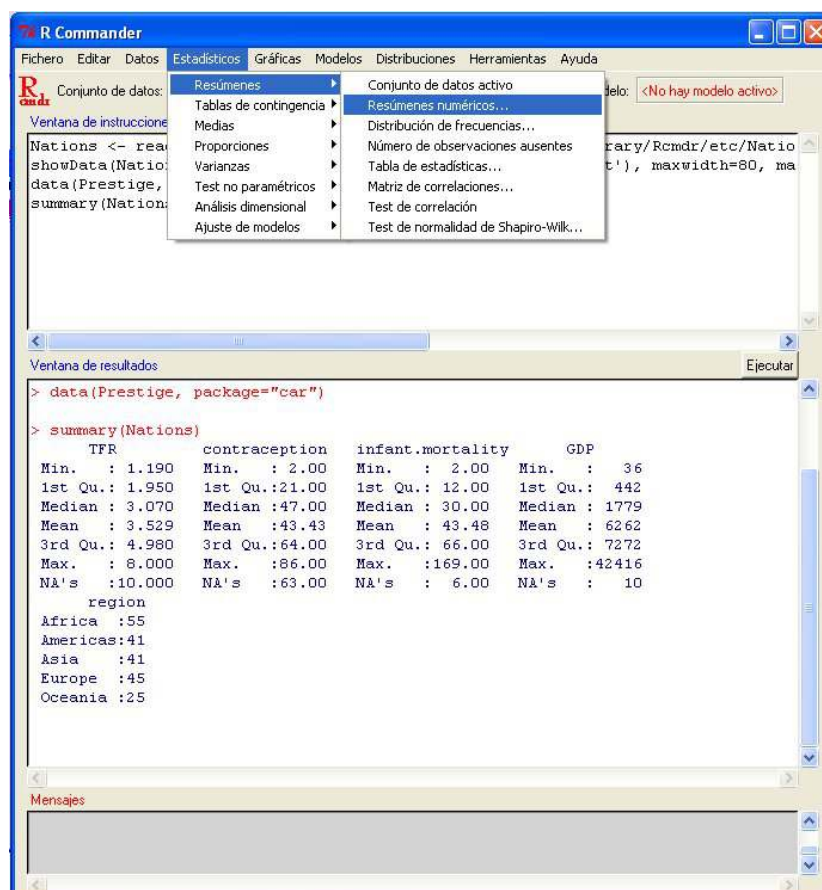 R Commander
Fichero Editar Datos Estadísticos Gráficas Modelos Distribuciones Herramientas Ayuda
Rcmdr Conjunto de datos:
<No hay modelo activo>
Resúmenes
Tablas de contingencia
Medias
Proporciones
Varianzas
Test no paramétricos
Análisis dimensional
Ajuste de modelos
Conjunto de datos activo
Resúmenes numéricos...
Distribución de frecuencias...
Número de observaciones ausentes
Tabla de estadísticas...
Matriz de correlaciones...
Test de correlación
Test de normalidad de Shapiro-Wilk...
Ventana de instruccione
Nations <- rea rary/Rcmdr/etc/Natio
showData(Natio t'), maxwidth=80, ma
data(Prestige,
summary(Nation
Ventana de resultados Ejecutar
> data(Prestige, package="car")
> summary(Nations)
TFR contraception infant.mortality GDP
Min. : 1.190 Min. : 2.00 Min. : 2.00 Min. : 36
1st Qu.: 1.950 1st Qu.:21.00 1st Qu.: 12.00 1st Qu.: 442
Median : 3.070 Median :47.00 Median : 30.00 Median : 1779
Mean : 3.529 Mean :43.43 Mean : 43.48 Mean : 6262
3rd Qu.: 4.980 3rd Qu.:64.00 3rd Qu.: 66.00 3rd Qu.: 7272
Max. : 8.000 Max. :86.00 Max. :169.00 Max. :42416
NA's :10.000 NA's :63.00 NA's : 6.00 NA's : 10
region
Africa :55
Americas:41
Asia :41
Europe :45
Oceania :25
Mensajes